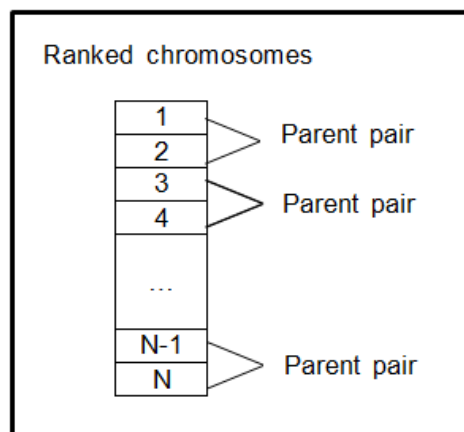 Ranked chromosomes
1
2
Parent pair
3
4
Parent pair
...
N-1
N
Parent pair